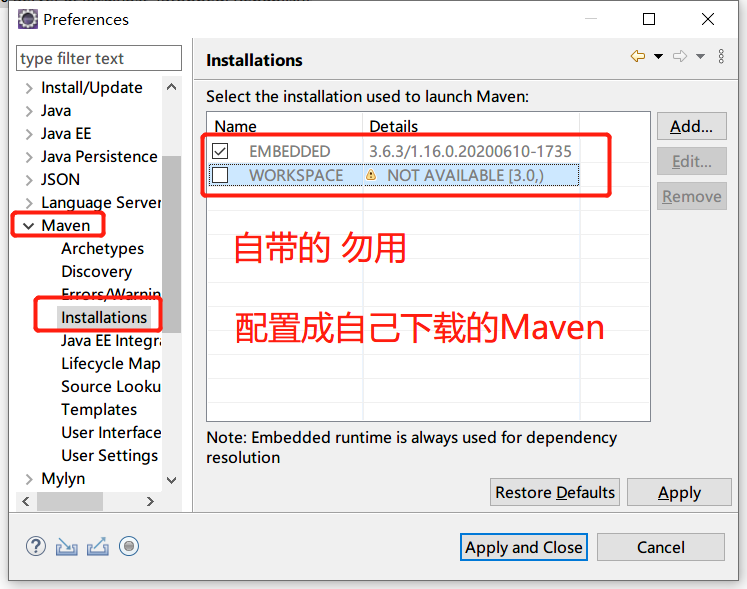 Preferences
type filter text
Install/Update
Java
Java EE
Java Persistence
JSON
Language Server
Maven
Archetypes
Discovery
Errors/Warnin
Installations
Java EE Integra
Lifecycle Map
Source Looku
Templates
User Interface
User Settings
Mylyn
Installations
Select the installation used to launch Maven:
Name Details
EMBEDDED 3.6.3/1.16.0.20200610-1735
WORKSPACE NOT AVAILABLE [3.0,)
自带的 勿用
配置成自己下载的Maven
Add...
Edit...
Remove
Note: Embedded runtime is always used for dependency
resolution
Restore Defaults Apply
Apply and Close Cancel